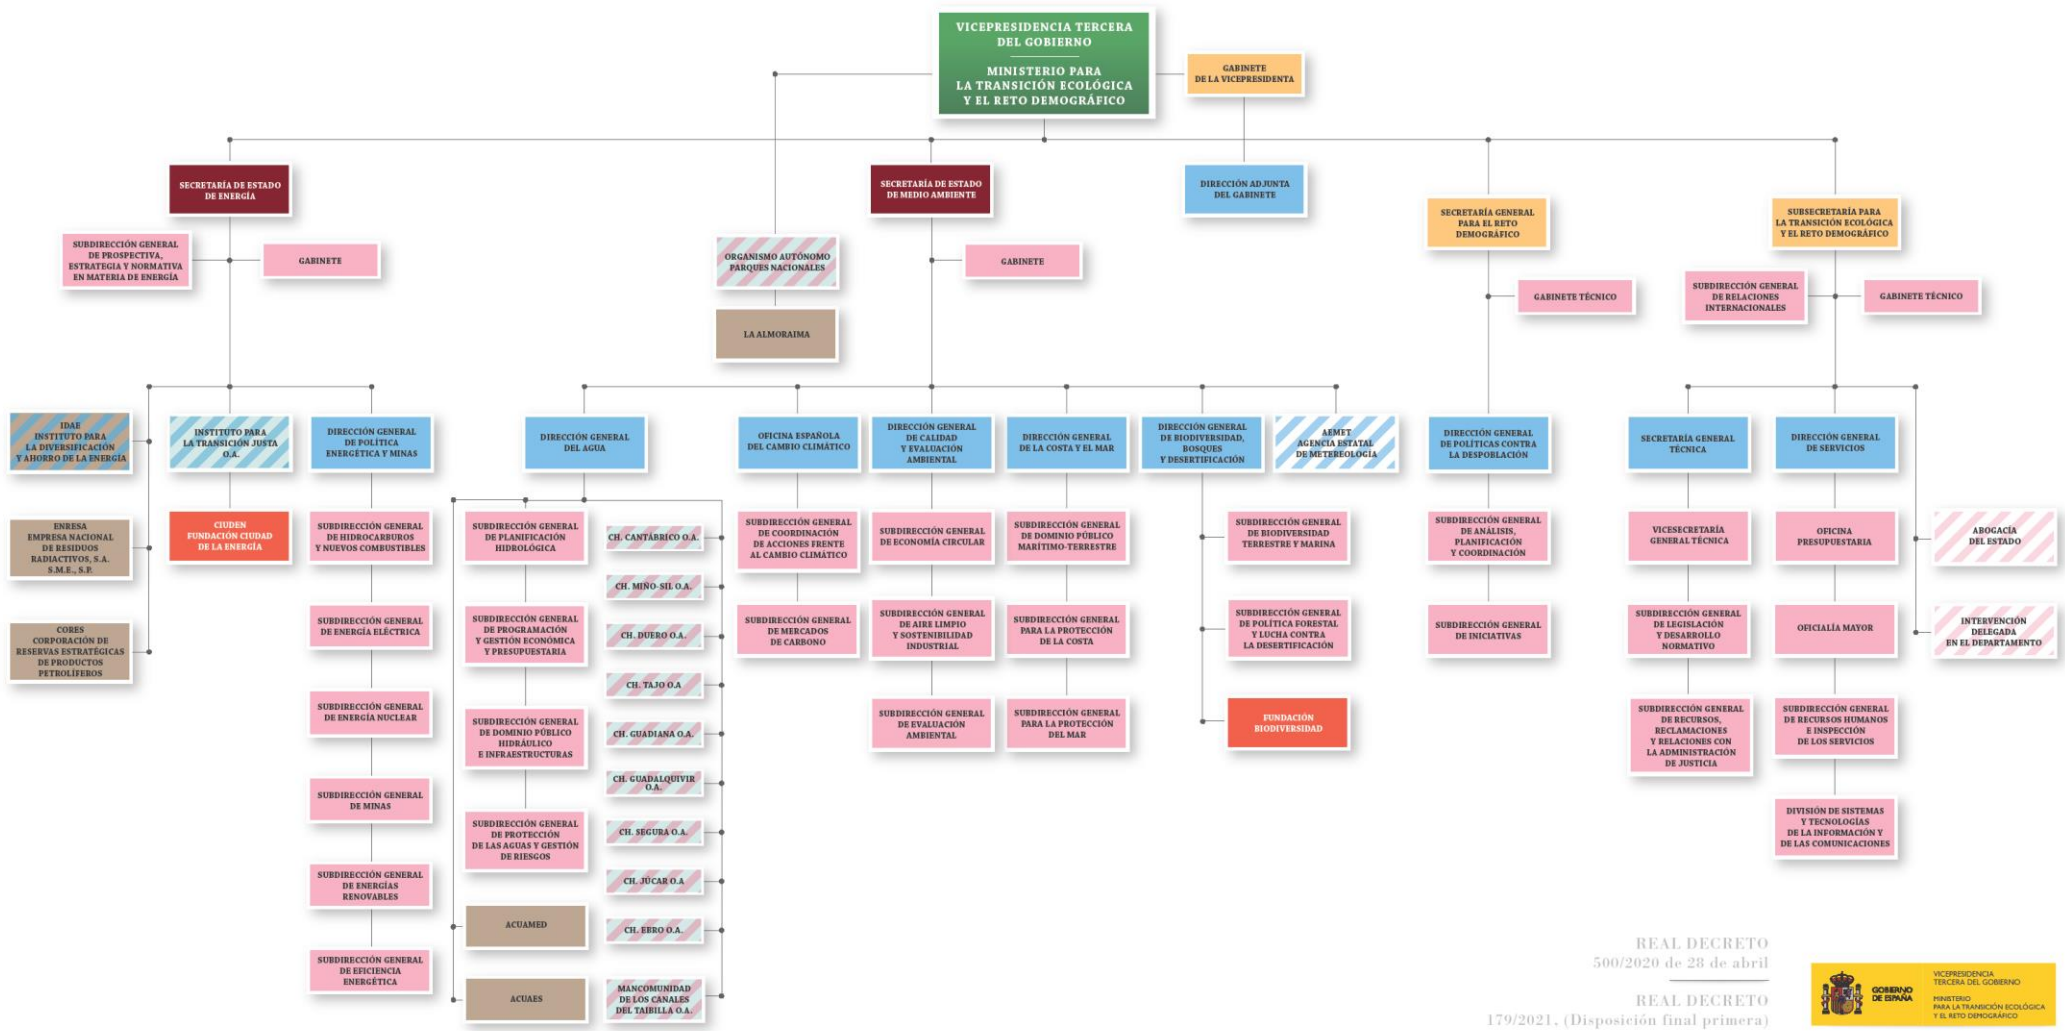 VICEPRESIDENCIA TERCERA
DEL GOBIERNO
MINISTERIO PARA
LA TRANSICIÓN ECOLÓGICA
Y EL RETO DEMOGRÁFICO
GABINETE
DE LA VICEPRESIDENTA
DIRECCIÓN ADJUNTA
DEL GABINETE
SECRETARÍA DE ESTADO
DE ENERGÍA
SUBDIRECCIÓN GENERAL
DE PROSPECTIVA,
ESTRATEGIA Y NORMATIVA
EN MATERIA DE ENERGÍA
GABINETE
ORGANISMO AUTÓNOMO
PARQUES NACIONALES
LA ALMORAIMA
SECRETARÍA DE ESTADO
DE MEDIO AMBIENTE
GABINETE
SECRETARÍA GENERAL
PARA EL RETO
DEMOGRÁFICO
GABINETE TÉCNICO
SUBSECRETARÍA PARA
LA TRANSICIÓN ECOLÓGICA
Y EL RETO DEMOGRÁFICO
SUBDIRECCIÓN GENERAL
DE RELACIONES
INTERNACIONALES
GABINETE TÉCNICO
IDAE
INSTITUTO PARA
LA DIVERSIFICACIÓN
Y AHORRO DE LA ENERGÍA
ENRESA
EMPRESA NACIONAL
DE RESIDUOS
RADIACTIVOS, S.A.
S.M.E., S.P.
CORES
CORPORACIÓN DE
RESERVAS ESTRATÉGICAS
DE PRODUCTOS
PETROLÍFEROS
INSTITUTO PARA
LA TRANSICIÓN JUSTA
O.A.
CIUDEN
FUNDACIÓN CIUDAD
DE LA ENERGÍA
DIRECCIÓN GENERAL
DE POLÍTICA
ENERGÉTICA Y MINAS
SUBDIRECCIÓN GENERAL
DE HIDROCARBUROS
Y NUEVOS COMBUSTIBLES
SUBDIRECCIÓN GENERAL
DE ENERGÍA ELÉCTRICA
SUBDIRECCIÓN GENERAL
DE ENERGÍA NUCLEAR
SUBDIRECCIÓN GENERAL
DE MINAS
SUBDIRECCIÓN GENERAL
DE ENERGÍAS
RENOVABLES
SUBDIRECCIÓN GENERAL
DE EFICIENCIA
ENERGÉTICA
DIRECCIÓN GENERAL
DEL AGUA
SUBDIRECCIÓN GENERAL
DE PLANIFICACIÓN
HIDROLÓGICA
SUBDIRECCIÓN GENERAL
DE PROGRAMACIÓN
Y GESTIÓN ECONÓMICA
Y PRESUPUESTARIA
SUBDIRECCIÓN GENERAL
DE DOMINIO PÚBLICO
HIDRÁULICO
E INFRAESTRUCTURAS
SUBDIRECCIÓN GENERAL
DE PROTECCIÓN
DE LAS AGUAS Y GESTIÓN
DE RIESGOS
ACUAMED
ACUAES
CH. CANTÁBRICO O.A.
CH. MIÑO-SIL O.A.
CH. DUERO O.A.
CH. TAJO O.A
CH. GUADIANA O.A.
CH. GUADALQUIVIR
O.A.
CH. SEGURA O.A.
CH. JÚCAR O.A
CH. EBRO O.A.
MANCOMUNIDAD
DE LOS CANALES
DEL TAIBILLA O.A.
OFICINA ESPAÑOLA
DEL CAMBIO CLIMÁTICO
SUBDIRECCIÓN GENERAL
DE COORDINACIÓN
DE ACCIONES FRENTE
AL CAMBIO CLIMÁTICO
SUBDIRECCIÓN GENERAL
DE MERCADOS
DE CARBONO
DIRECCIÓN GENERAL
DE CALIDAD
Y EVALUACIÓN
AMBIENTAL
SUBDIRECCIÓN GENERAL
DE ECONOMÍA CIRCULAR
SUBDIRECCIÓN GENERAL
DE AIRE LIMPIO
Y SOSTENIBILIDAD
INDUSTRIAL
SUBDIRECCIÓN GENERAL
DE EVALUACIÓN
AMBIENTAL
DIRECCIÓN GENERAL
DE LA COSTA Y EL MAR
SUBDIRECCIÓN GENERAL
DE DOMINIO PÚBLICO
MARÍTIMO-TERRESTRE
SUBDIRECCIÓN GENERAL
PARA LA PROTECCIÓN
DE LA COSTA
SUBDIRECCIÓN GENERAL
PARA LA PROTECCIÓN
DEL MAR
DIRECCIÓN GENERAL
DE BIODIVERSIDAD,
BOSQUES
Y DESERTIFICACIÓN
SUBDIRECCIÓN GENERAL
DE BIODIVERSIDAD
TERRESTRE Y MARINA
SUBDIRECCIÓN GENERAL
DE POLÍTICA FORESTAL
Y LUCHA CONTRA
LA DESERTIFICACIÓN
FUNDACIÓN
BIODIVERSIDAD
AEMET
AGENCIA ESTATAL
DE METEREOLOGÍA
DIRECCIÓN GENERAL
DE POLÍTICAS CONTRA
LA DESPOBLACIÓN
SUBDIRECCIÓN GENERAL
DE ANÁLISIS,
PLANIFICACIÓN
Y COORDINACIÓN
SUBDIRECCIÓN GENERAL
DE INICIATIVAS
SECRETARÍA GENERAL
TÉCNICA
VICESECRETARÍA
GENERAL TÉCNICA
SUBDIRECCIÓN GENERAL
DE LEGISLACIÓN
Y DESARROLLO
NORMATIVO
SUBDIRECCIÓN GENERAL
DE RECURSOS,
RECLAMACIONES
Y RELACIONES CON
LA ADMINISTRACIÓN
DE JUSTICIA
DIRECCIÓN GENERAL
DE SERVICIOS
OFICINA
PRESUPUESTARIA
OFICIALÍA MAYOR
SUBDIRECCIÓN GENERAL
DE RECURSOS HUMANOS
E INSPECCIÓN
DE LOS SERVICIOS
DIVISIÓN DE SISTEMAS
Y TECNOLOGÍAS
DE LA INFORMACIÓN Y
DE LAS COMUNICACIONES
ABOGACÍA
DEL ESTADO
INTERVENCIÓN
DELEGADA
EN EL DEPARTAMENTO
REAL DECRETO
500/2020 de 28 de abril
REAL DECRETO
179/2021, (Disposición final primera)
GOBIERNO
DE ESPAÑA
VICEPRESIDENCIA
TERCERA DEL GOBIERNO
MINISTERIO
PARA LA TRANSICIÓN ECOLÓGICA
Y EL RETO DEMOGRÁFICO